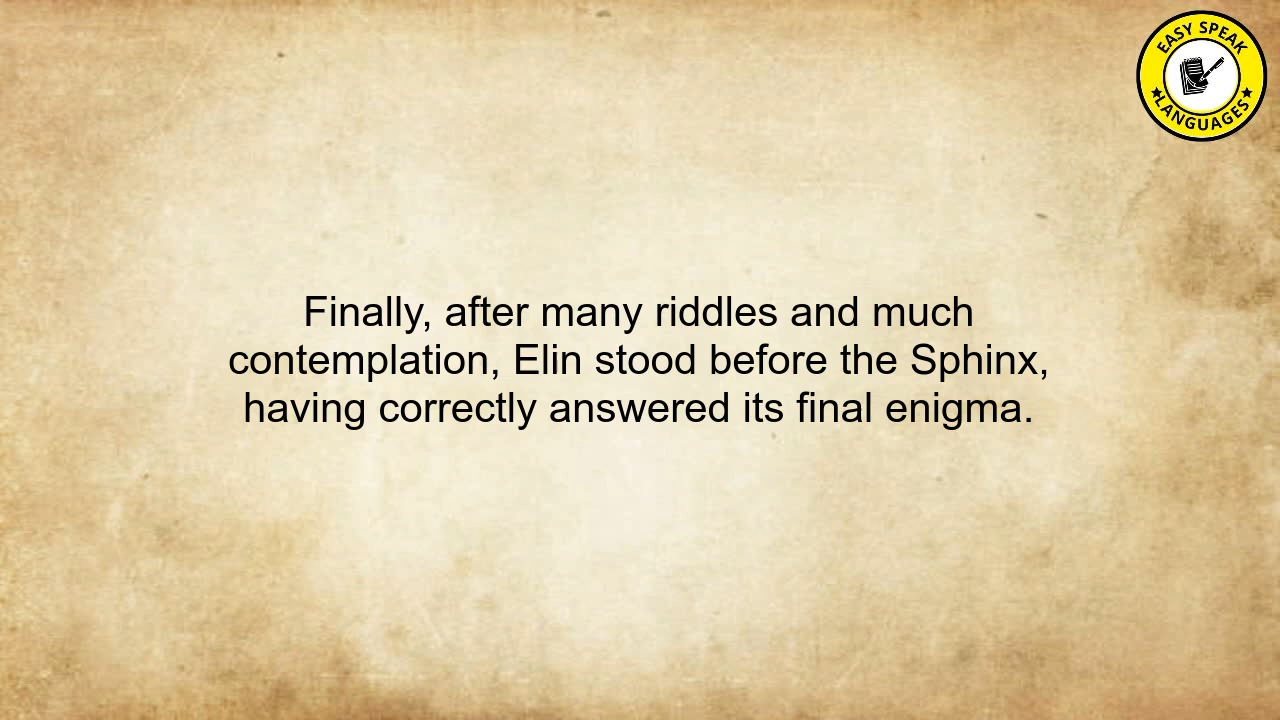 EASY SPEAK
LANGUAGES
Finally, after many riddles and much
contemplation, Elin stood before the Sphinx,
having correctly answered its final enigma.